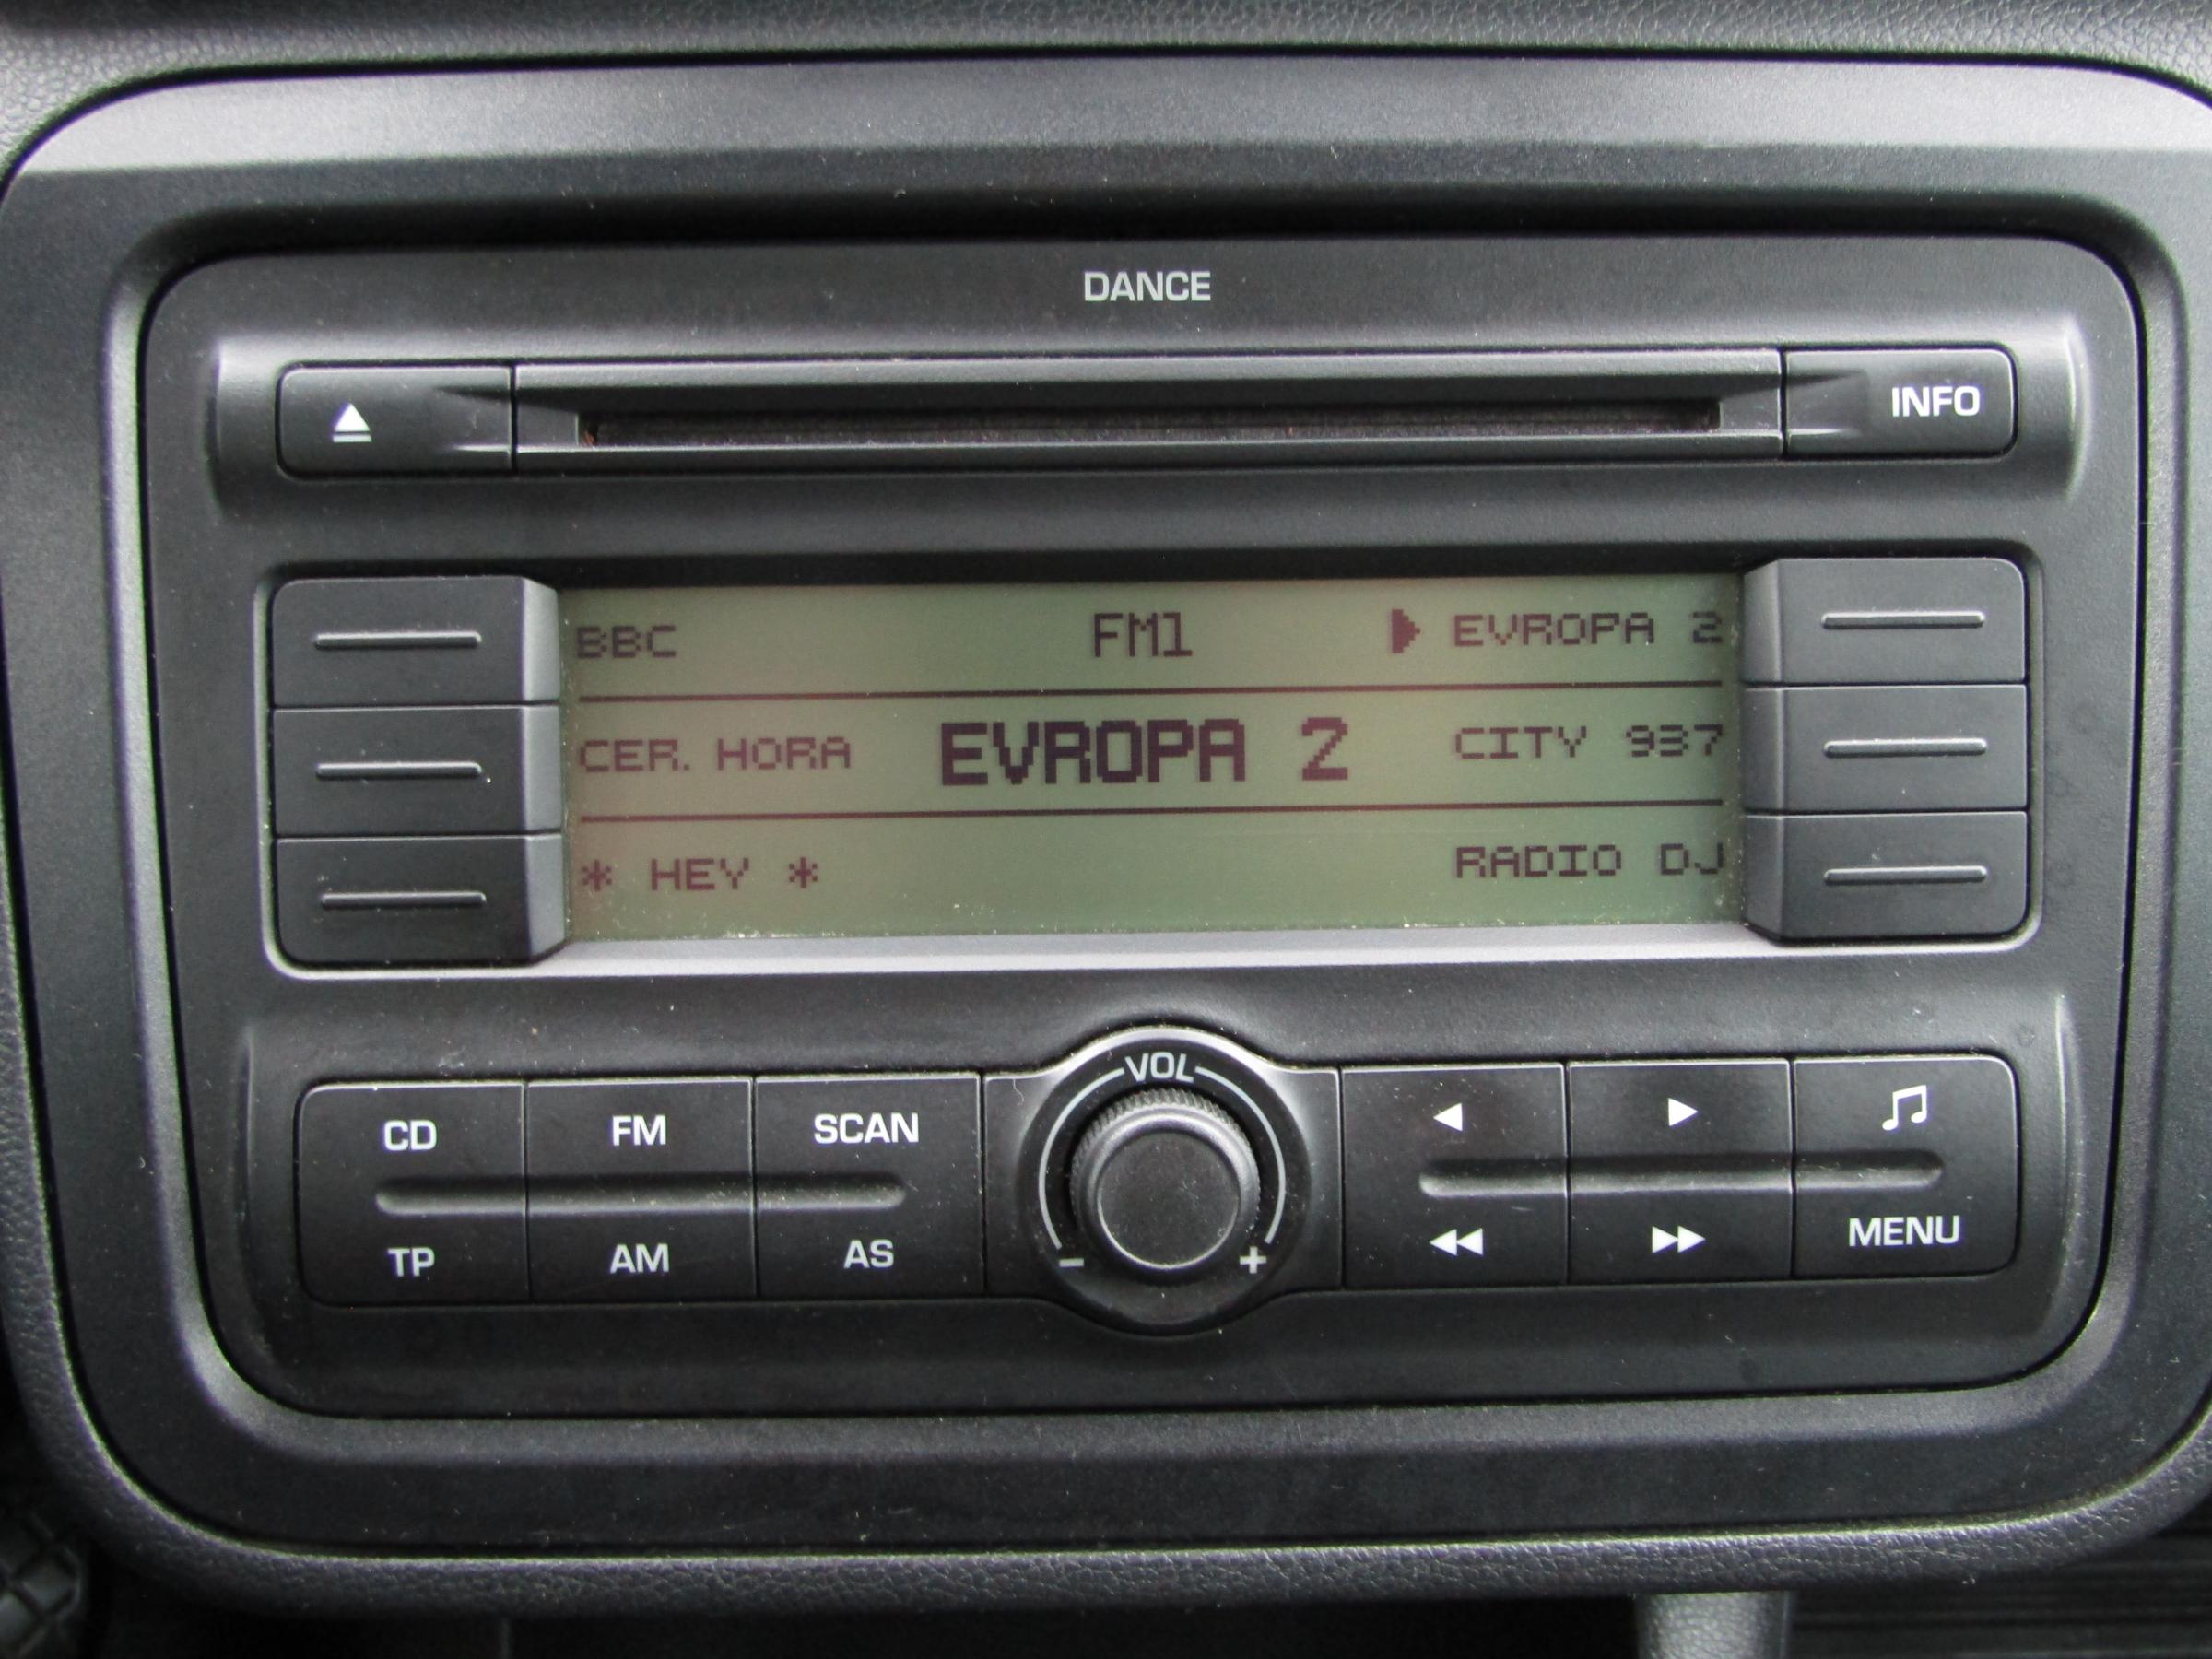 DANCE
INFO
BBC FM1 EVROPA 2
CER. HORA EVROPA 2 CITY 937
* HEY * RADIO DJ
VOL
CD FM SCAN
- +
TP AM AS MENU